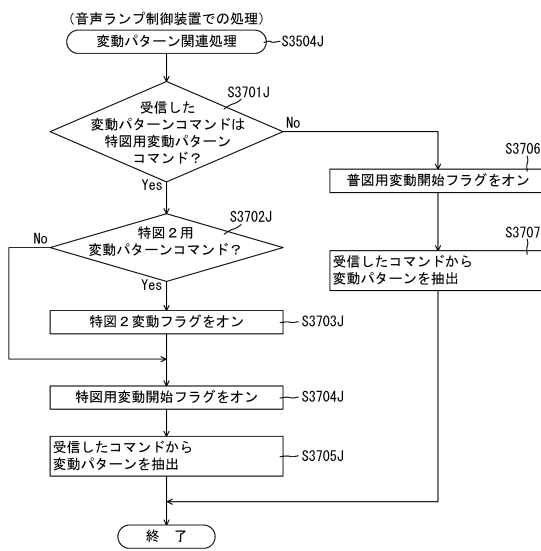 (音声ランプ制御装置での処理)
変動パターン関連処理
S3504J
S3701J
受信した
変動パターンコマンドは
特図用変動パターン
コマンド?
No
Yes
S3706
普図用変動開始フラグをオン
S3702J
特図2用
変動パターンコマンド?
No
Yes
S3707
受信したコマンドから
変動パターンを抽出
特図2変動フラグをオン
S3703J
特図用変動開始フラグをオン
S3704J
受信したコマンドから
変動パターンを抽出
S3705J
終 了